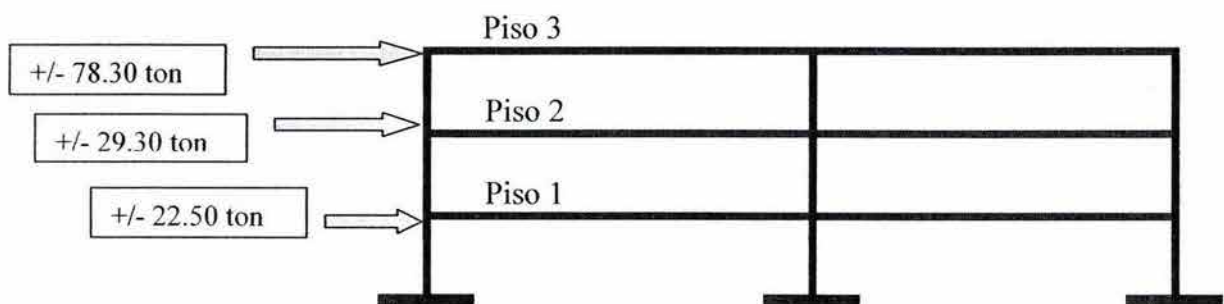 Piso 3
+/- 78.30 ton
Piso 2
+/- 29.30 ton
Piso 1
+/- 22.50 ton